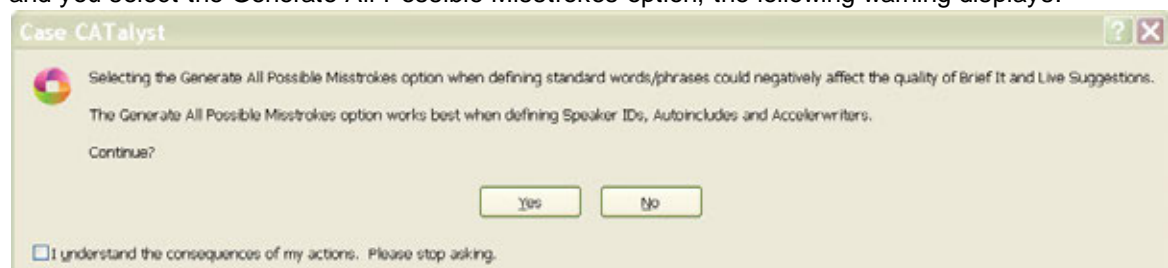 and you select the Generate All Possible Misstrokes option, the following warning displays:
Case CATalyst
Selecting the Generate All Possible Misstrokes option when defining standard words/phrases could negatively affect the quality of Brief It and Live Suggestions.
The Generate All Possible Misstrokes option works best when defining Speaker IDs, Autoincludes and Accelerwriters.
Continue?
Yes No
I understand the consequences of my actions. Please stop asking.